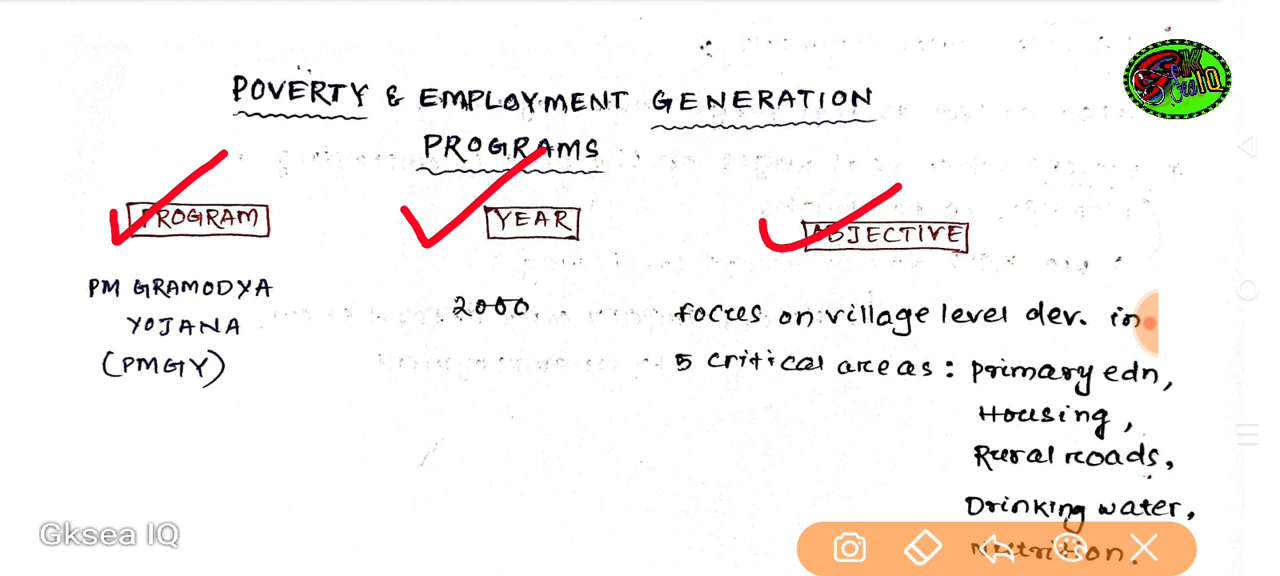 POVERTY & EMPLOYMENT GENERATION
PROGRAMS
PROGRAM
YEAR
OBJECTIVE
PM GRAMODYA
YOJANA
(PMGY)
2000
focus on village level dev. in
5 critical areas : primary edn,
Housing,
Rural roads,
Drinking water,
Nutrition.
Gksea IQ